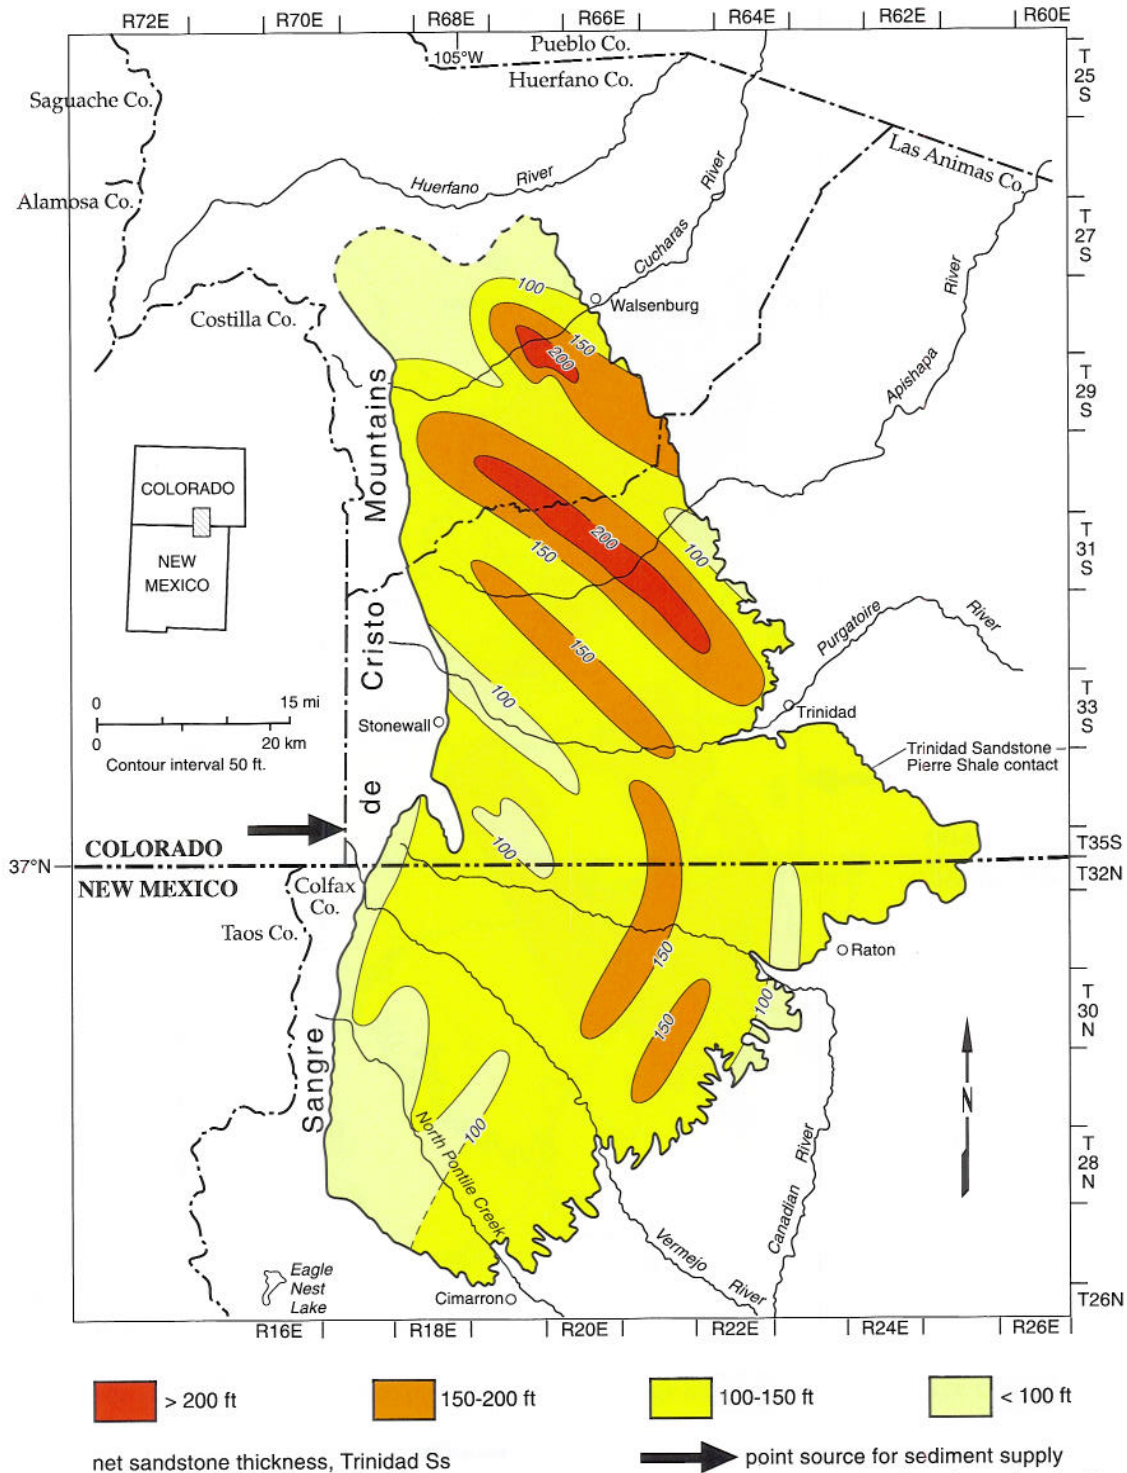 R72E R70E R68E R66E R64E R62E R60E
105°W
Pueblo Co.
Huerfano Co.
Saguache Co.
Las Animas Co.
Alamosa Co.
Huerfano River
Cucharas River
Apishapa River
Costilla Co.
Walsenburg
100
150
200
T
25
S
T
27
S
T
29
S
T
31
S
T
33
S
T35S
T32N
T
30
N
T
28
N
T26N
COLORADO
NEW
MEXICO
Sangre de Cristo Mountains
200
150
100
150
100
100
Purgatoire River
Trinidad
Stonewall
0 15 mi
0 20 km
Contour interval 50 ft.
Trinidad Sandstone
Pierre Shale contact
37°N
COLORADO
NEW MEXICO
Colfax
Co.
Taos Co.
Raton
150
150
100
100
North Pontile Creek
Vermejo River
Canadian River
N
Eagle
Nest
Lake
Cimarron
R16E R18E R20E R22E R24E R26E
> 200 ft 150-200 ft 100-150 ft < 100 ft
net sandstone thickness, Trinidad Ss
point source for sediment supply